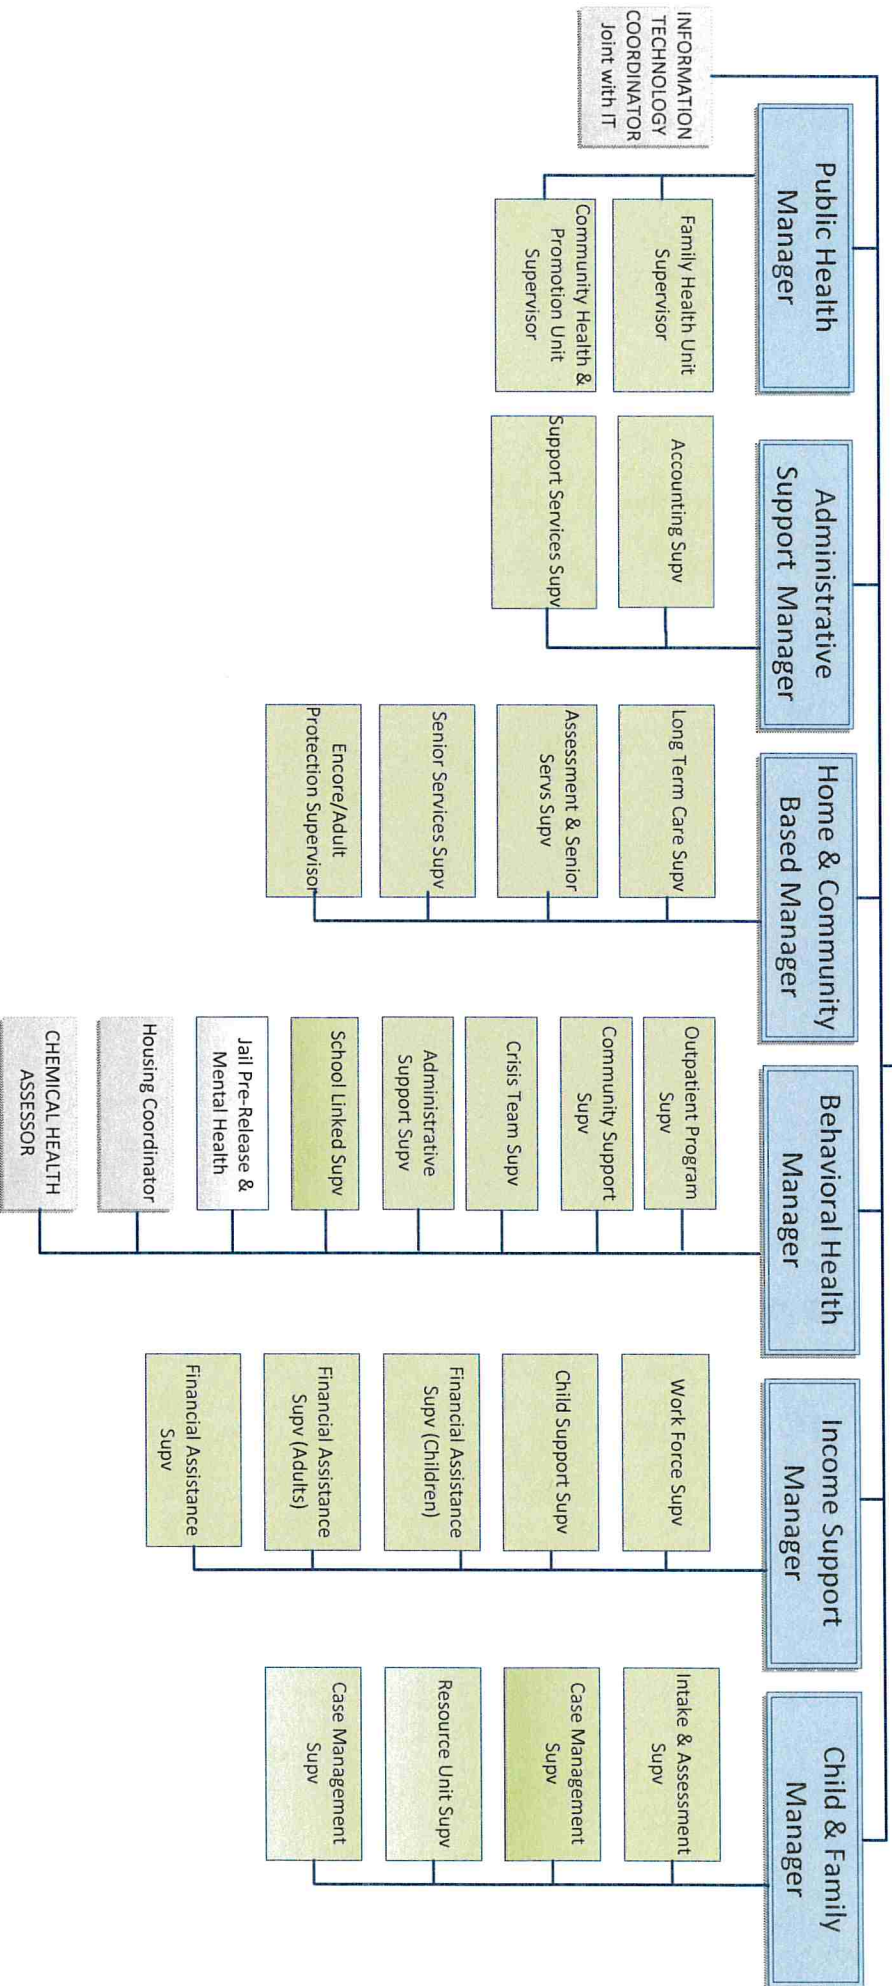 INFORMATION
TECHNOLOGY
COORDINATOR
Joint with IT
Public Health
Manager
Family Health Unit
Supervisor
Community Health &
Promotion Unit
Supervisor
Administrative
Support Manager
Accounting Supv
Support Services Supv
Home & Community
Based Manager
Long Term Care Supv
Assessment & Senior
Servs Supv
Senior Services Supv
Encore/Adult
Protection Supervisor
Behavioral Health
Manager
Outpatient Program
Supv
Community Support
Supv
Crisis Team Supv
Administrative
Support Supv
School Linked Supv
Jail Pre-Release &
Mental Health
Housing Coordinator
CHEMICAL HEALTH
ASSESSOR
Income Support
Manager
Work Force Supv
Child Support Supv
Financial Assistance
Supv (Children)
Financial Assistance
Supv (Adults)
Financial Assistance
Supv
Child & Family
Manager
Intake & Assessment
Supv
Case Management
Supv
Resource Unit Supv
Case Management
Supv